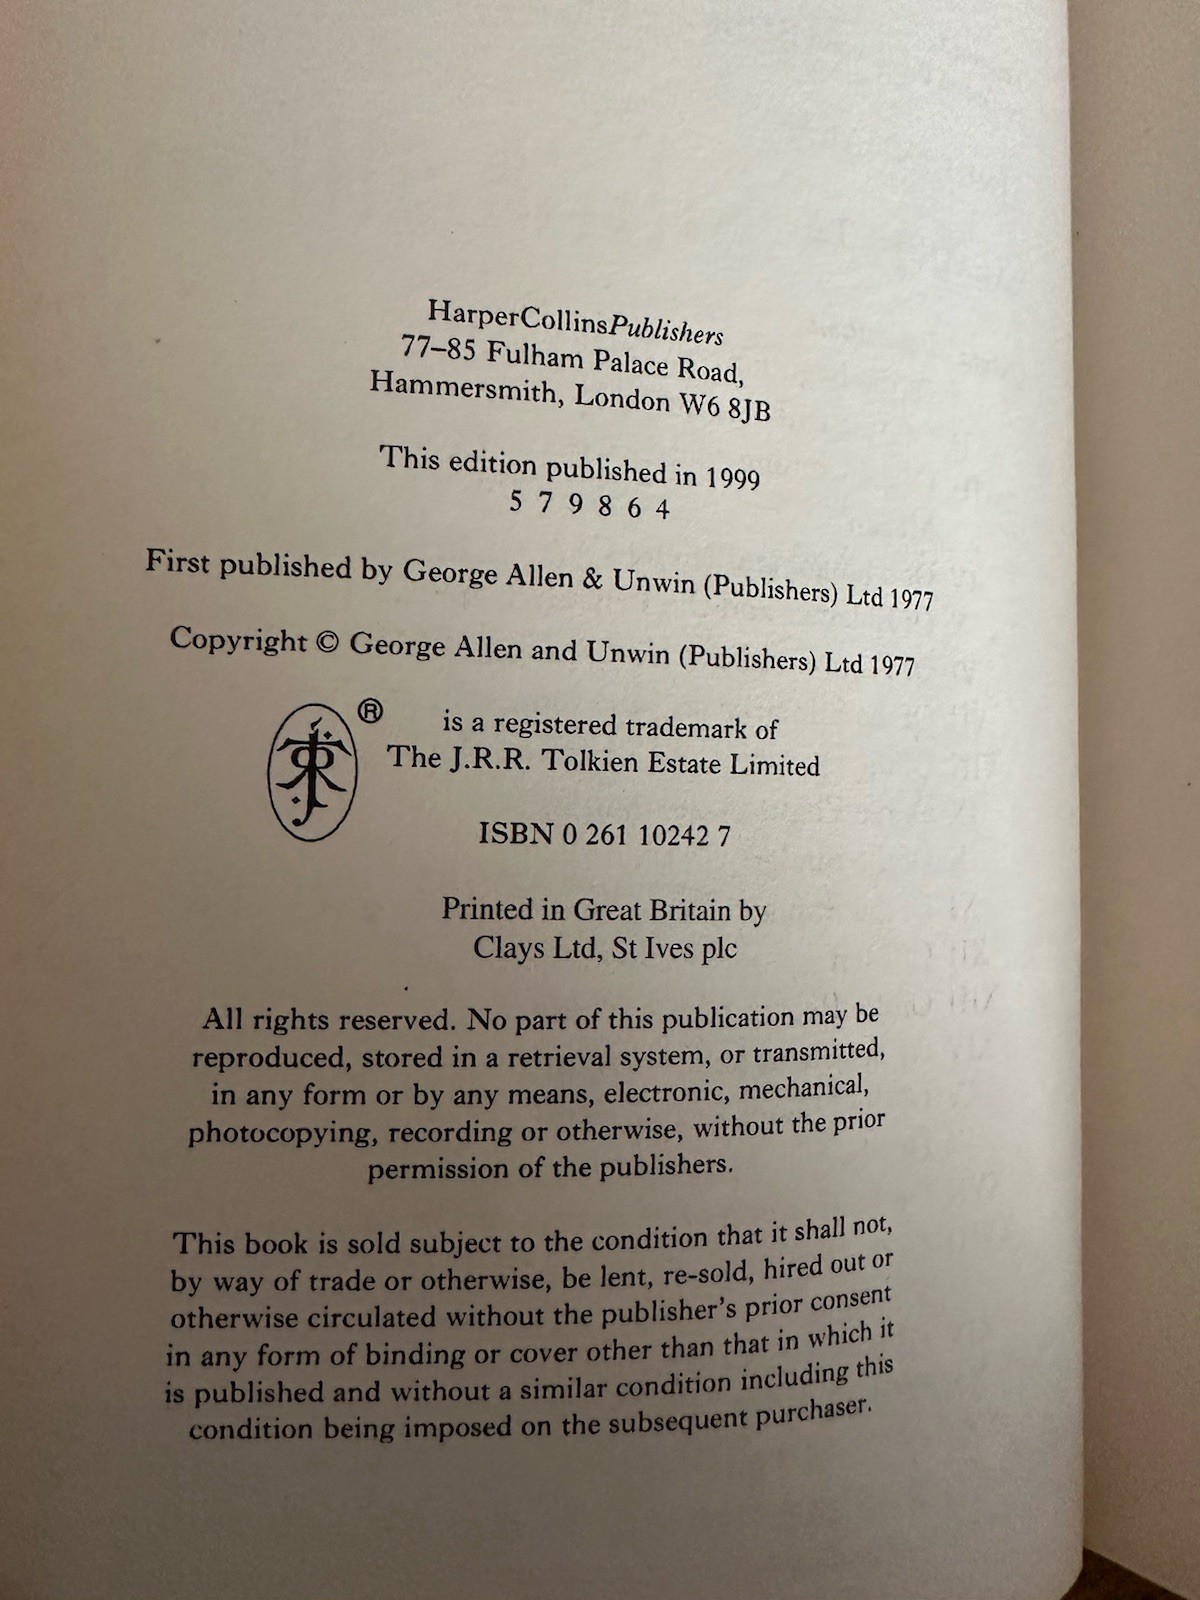 HarperCollinsPublishers
77–85 Fulham Palace Road,
Hammersmith, London W6 8JB
This edition published in 1999
5 7 9 8 6 4
First published by George Allen & Unwin (Publishers) Ltd 1977
Copyright © George Allen and Unwin (Publishers) Ltd 1977
® is a registered trademark of
The J.R.R. Tolkien Estate Limited
ISBN 0 261 10242 7
Printed in Great Britain by
Clays Ltd, St Ives plc
All rights reserved. No part of this publication may be
reproduced, stored in a retrieval system, or transmitted,
in any form or by any means, electronic, mechanical,
photocopying, recording or otherwise, without the prior
permission of the publishers.
This book is sold subject to the condition that it shall not,
by way of trade or otherwise, be lent, re-sold, hired out or
otherwise circulated without the publisher's prior consent
in any form of binding or cover other than that in which it
is published and without a similar condition including this
condition being imposed on the subsequent purchaser.